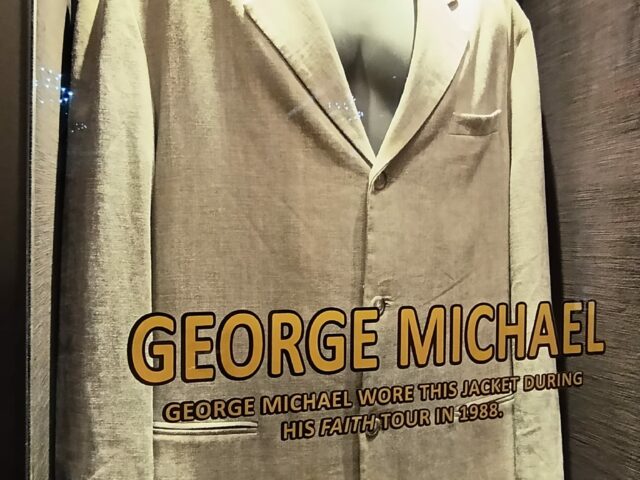 GEORGE MICHAEL
GEORGE MICHAEL WORE THIS JACKET DURING
HIS FAITH TOUR IN 1988.